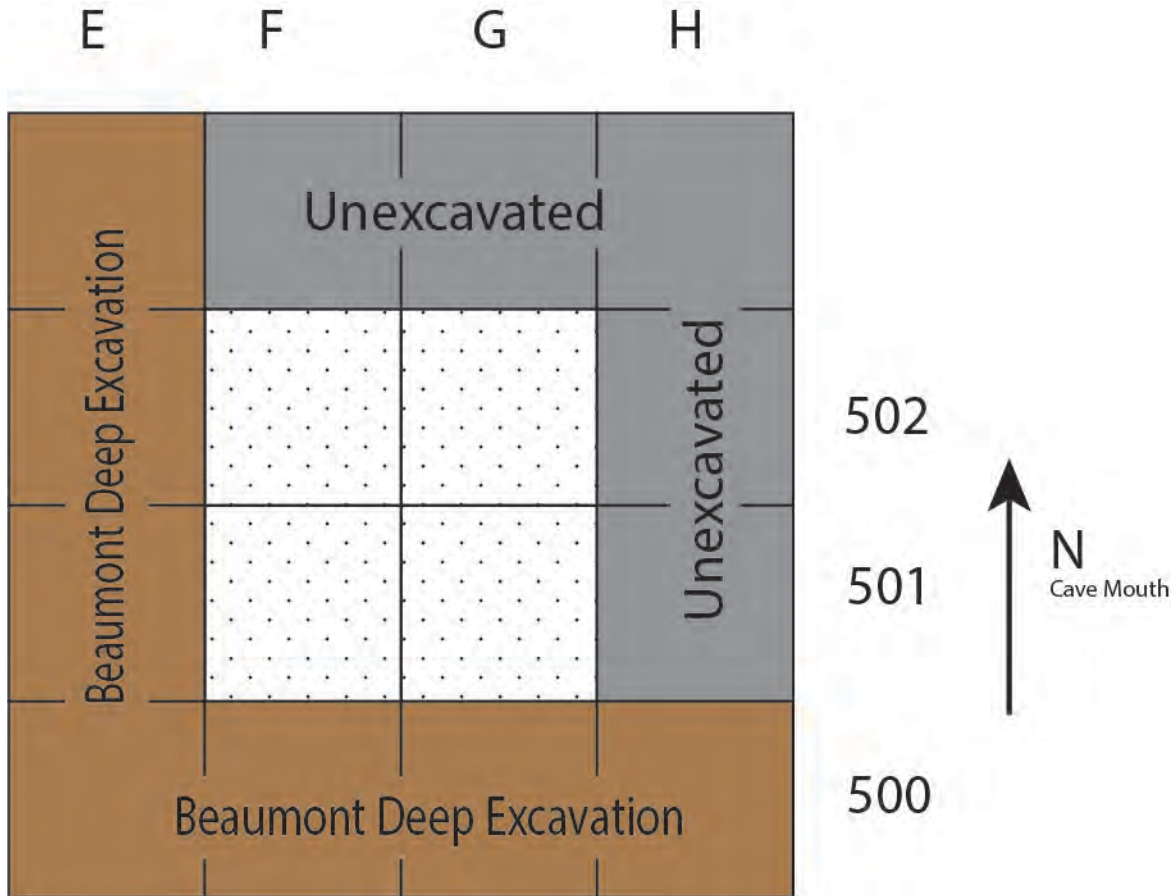 E F G H
Unexcavated
Beaumont Deep Excavation
Unexcavated
502
501
500
N
Cave Mouth
Beaumont Deep Excavation